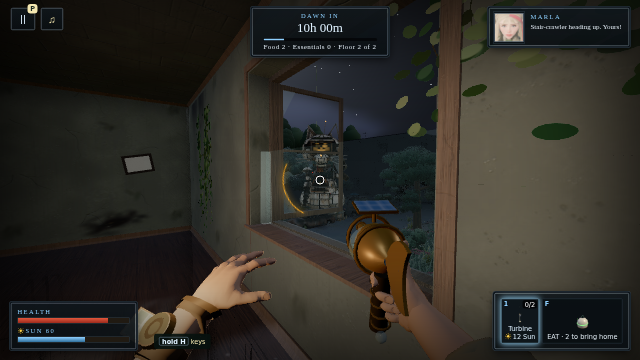 P
DAWN IN
10h 00m
Food 2 · Essentials 0 · Floor 2 of 2
MARLA
Stair-crawler heading up. Yours!
HEALTH
SUN 60
hold H keys
1 0/2
Turbine
12 Sun
F
EAT · 2 to bring home